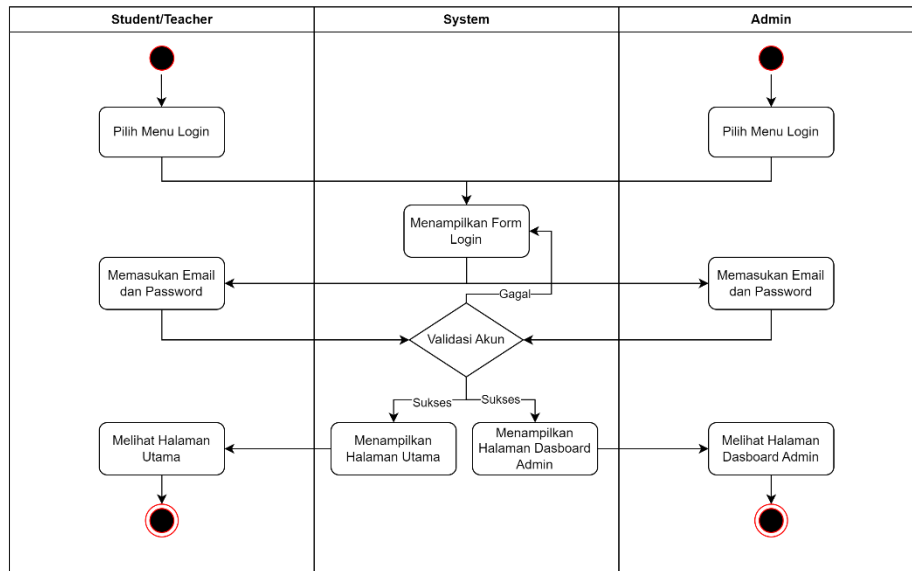 Student/Teacher
System
Admin
Pilih Menu Login
Pilih Menu Login
Menampilkan Form
Login
Memasukan Email
dan Password
Memasukan Email
dan Password
Gagal
Validasi Akun
Sukses
Sukses
Melihat Halaman
Utama
Menampilkan
Halaman Utama
Menampilkan
Halaman Dasboard
Admin
Melihat Halaman
Dasboard Admin